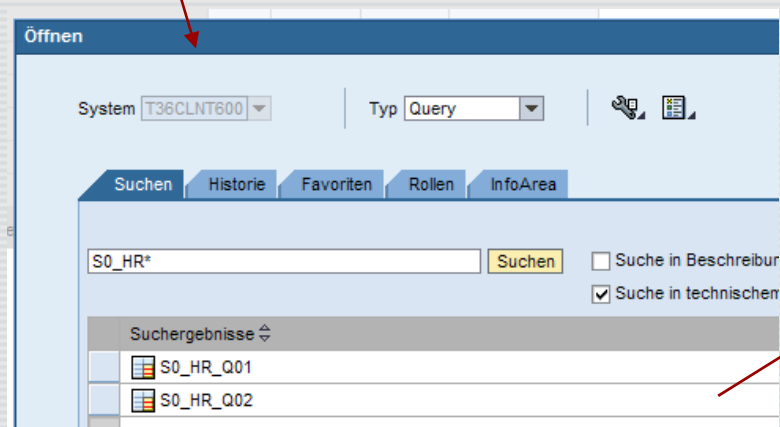 Öffnen
System T36CLNT600 Typ Query
Suchen Historie Favoriten Rollen InfoArea
S0_HR* Suchen Suche in Beschreibun
Suche in technischem
Suchergebnisse
S0_HR_Q01
S0_HR_Q02